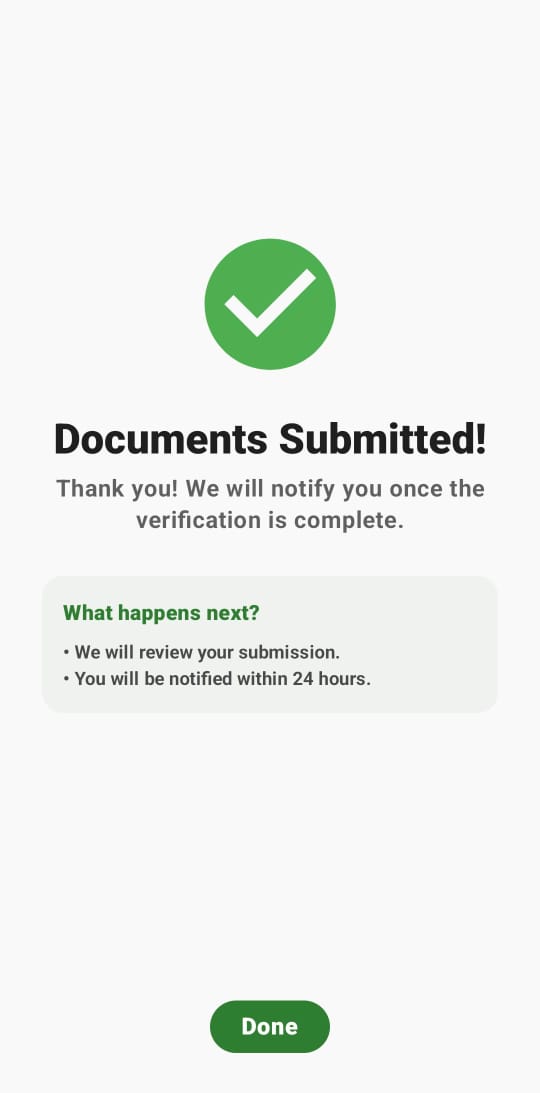 Documents Submitted!
Thank you! We will notify you once the
verification is complete.
What happens next?
• We will review your submission.
• You will be notified within 24 hours.
Done